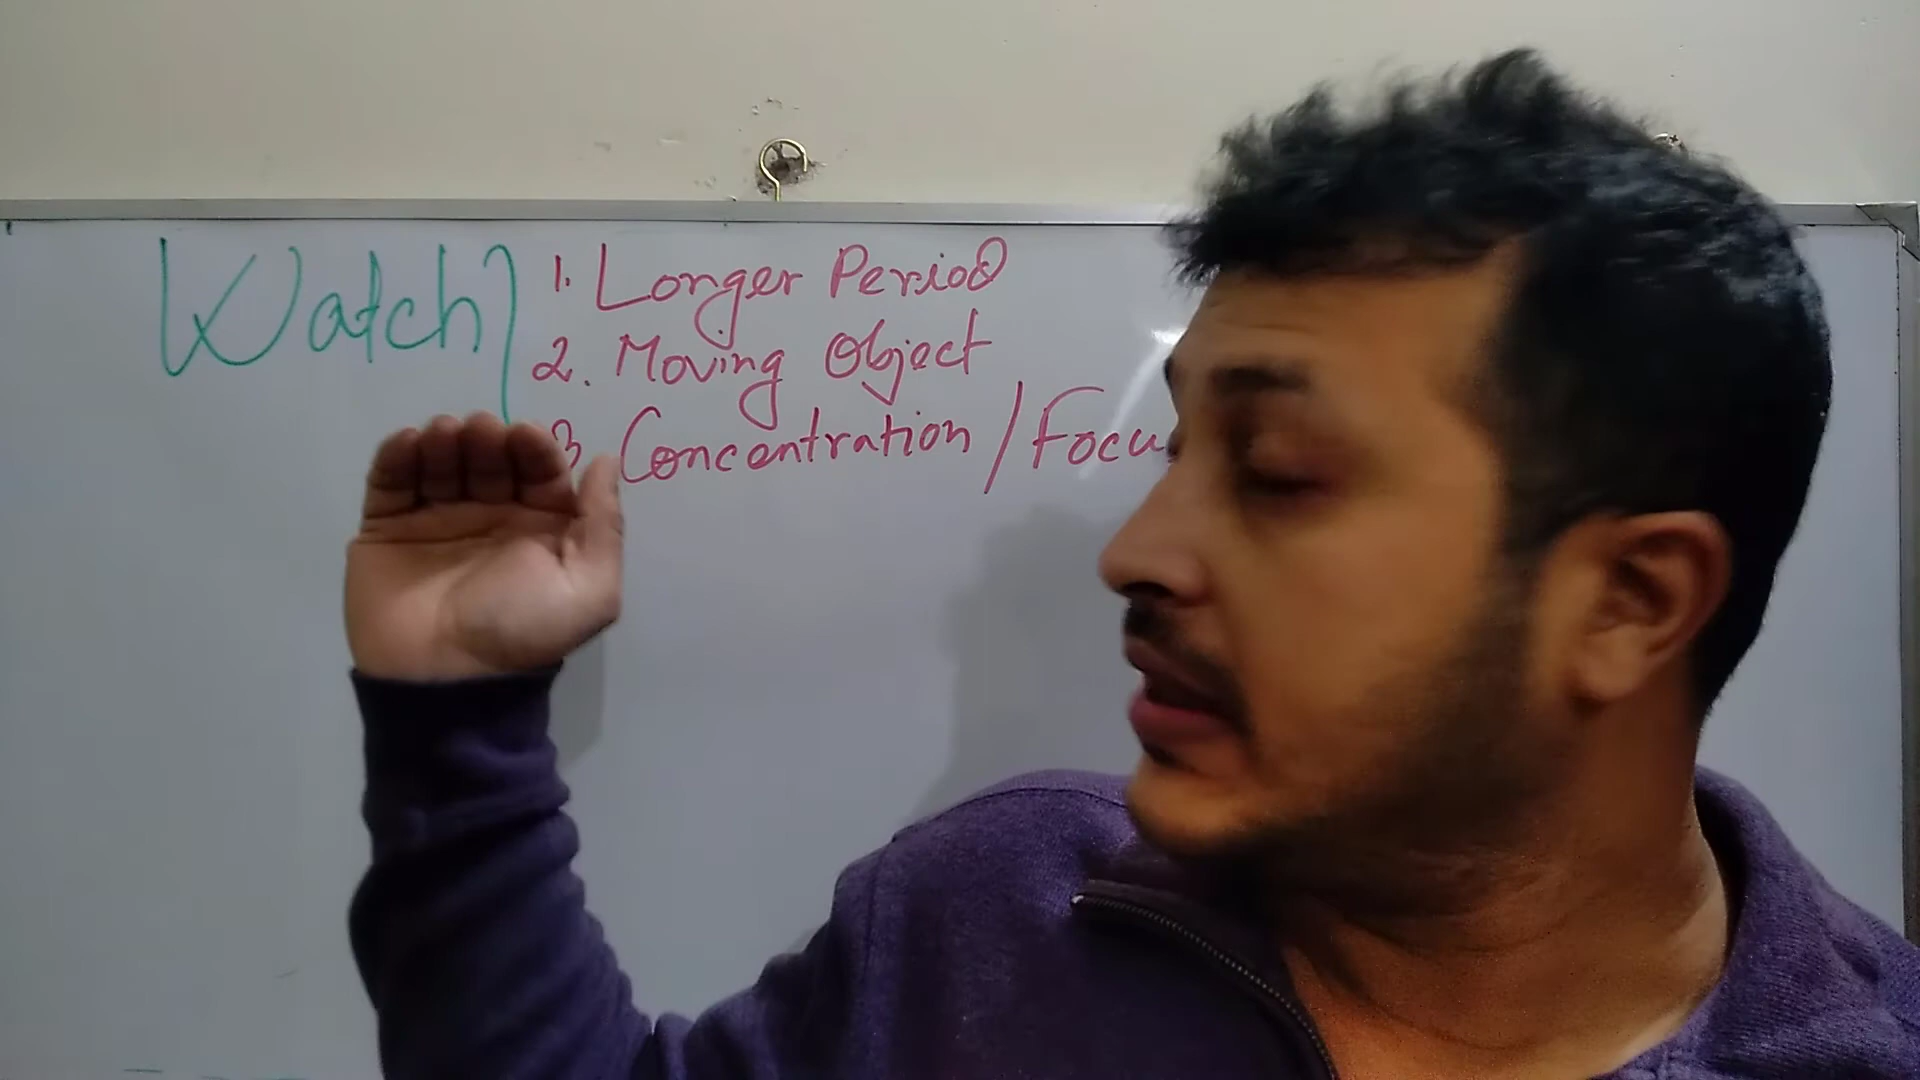 Watch
1. Longer Period
2. Moving Object
3. Concentration / Focu